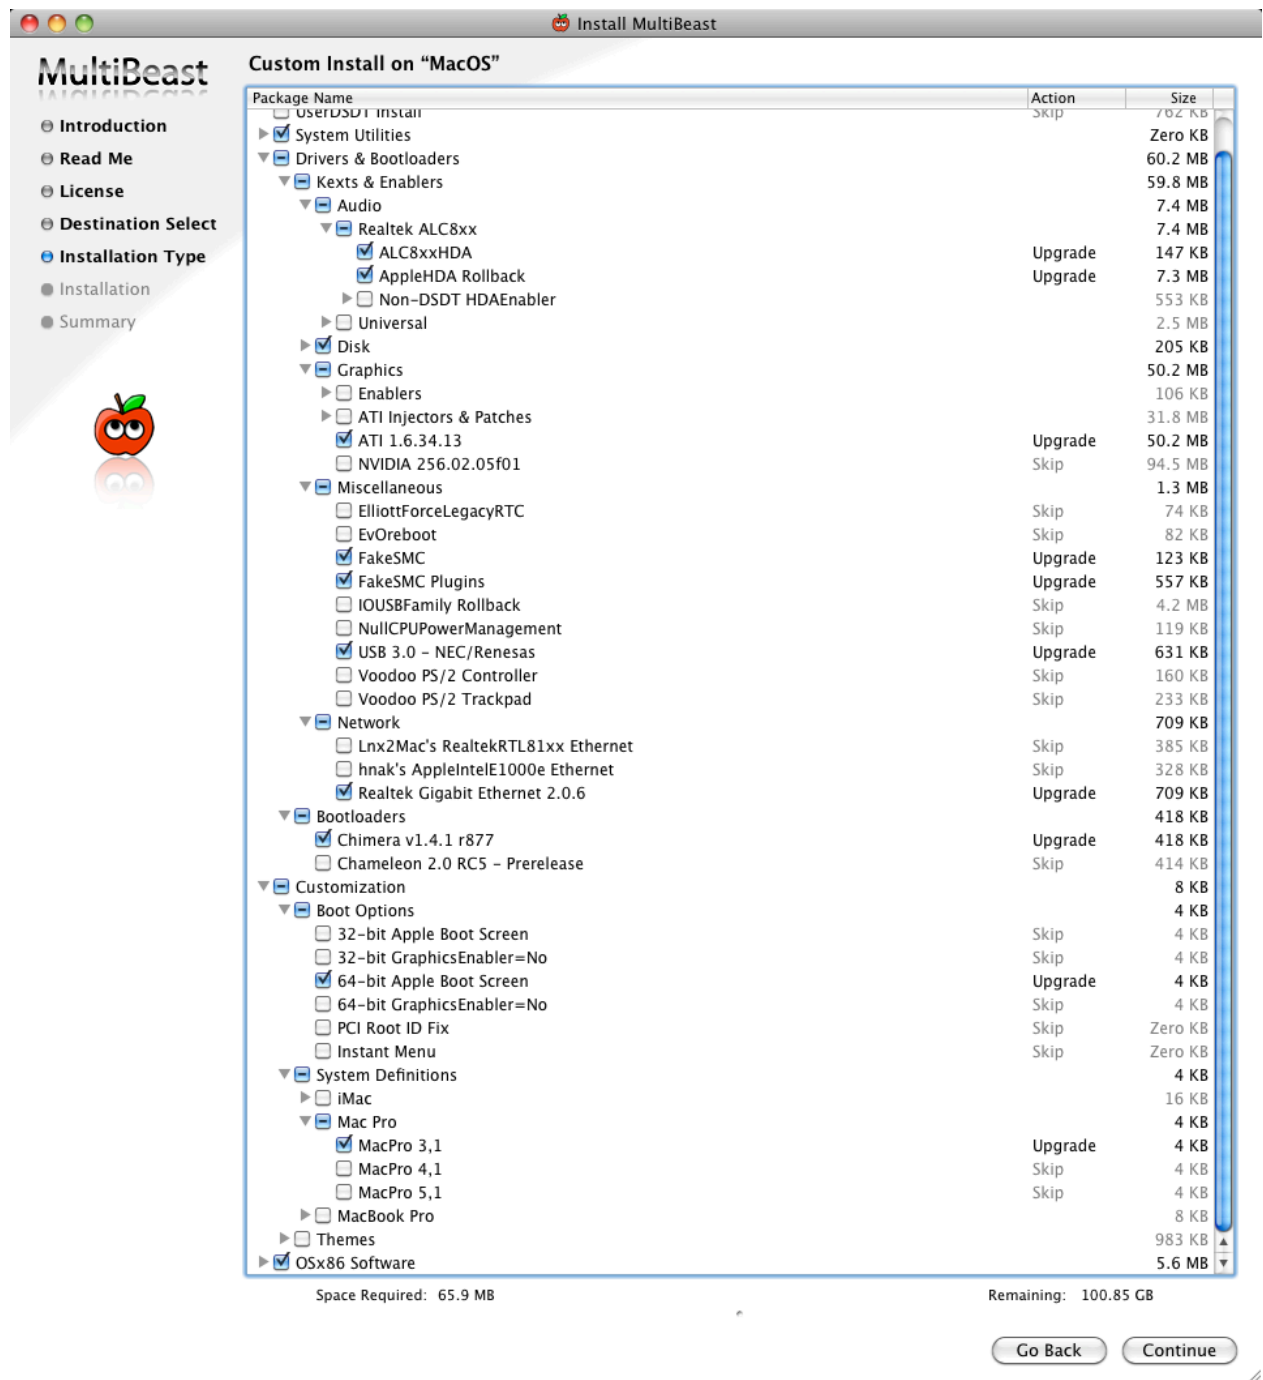 Install MultiBeast
MultiBeast
Custom Install on “MacOS”
Introduction
Read Me
License
Destination Select
Installation Type
Installation
Summary
Package Name Action Size
UserDSDT Install Skip 762 KB
System Utilities Zero KB
Drivers & Bootloaders 60.2 MB
Kexts & Enablers 59.8 MB
Audio 7.4 MB
Realtek ALC8xx 7.4 MB
ALC8xxHDA Upgrade 147 KB
AppleHDA Rollback Upgrade 7.3 MB
Non-DSDT HDAEnabler 553 KB
Universal 2.5 MB
Disk 205 KB
Graphics 50.2 MB
Enablers 106 KB
ATI Injectors & Patches 31.8 MB
ATI 1.6.34.13 Upgrade 50.2 MB
NVIDIA 256.02.05f01 Skip 94.5 MB
Miscellaneous 1.3 MB
ElliottForceLegacyRTC Skip 74 KB
EvOreboot Skip 82 KB
FakeSMC Upgrade 123 KB
FakeSMC Plugins Upgrade 557 KB
IOUSBFamily Rollback Skip 4.2 MB
NullCPUPowerManagement Skip 119 KB
USB 3.0 – NEC/Renesas Upgrade 631 KB
Voodoo PS/2 Controller Skip 160 KB
Voodoo PS/2 Trackpad Skip 233 KB
Network 709 KB
Lnx2Mac's RealtekRTL81xx Ethernet Skip 385 KB
hnak's AppleIntelE1000e Ethernet Skip 328 KB
Realtek Gigabit Ethernet 2.0.6 Upgrade 709 KB
Bootloaders 418 KB
Chimera v1.4.1 r877 Upgrade 418 KB
Chameleon 2.0 RC5 – Prerelease Skip 414 KB
Customization 8 KB
Boot Options 4 KB
32-bit Apple Boot Screen Skip 4 KB
32-bit GraphicsEnabler=No Skip 4 KB
64-bit Apple Boot Screen Upgrade 4 KB
64-bit GraphicsEnabler=No Skip 4 KB
PCI Root ID Fix Skip Zero KB
Instant Menu Skip Zero KB
System Definitions 4 KB
iMac 16 KB
Mac Pro 4 KB
MacPro 3,1 Upgrade 4 KB
MacPro 4,1 Skip 4 KB
MacPro 5,1 Skip 4 KB
MacBook Pro 8 KB
Themes 983 KB
OSx86 Software 5.6 MB
Space Required: 65.9 MB Remaining: 100.85 GB
Go Back Continue